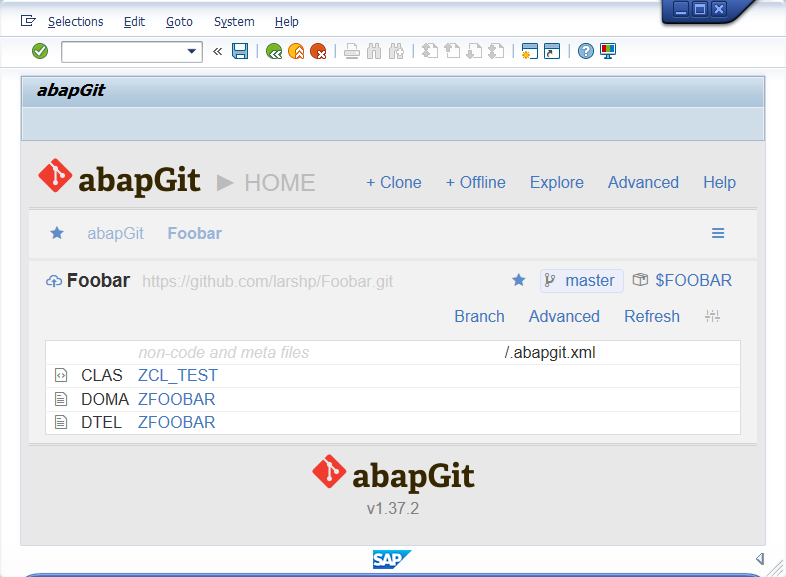 Selections Edit Goto System Help
abapGit
abapGit HOME + Clone + Offline Explore Advanced Help
abapGit Foobar
Foobar https://github.com/larshp/Foobar.git master $FOOBAR
Branch Advanced Refresh
non-code and meta files /.abapgit.xml
CLAS ZCL_TEST
DOMA ZFOOBAR
DTEL ZFOOBAR
abapGit
v1.37.2
SAP